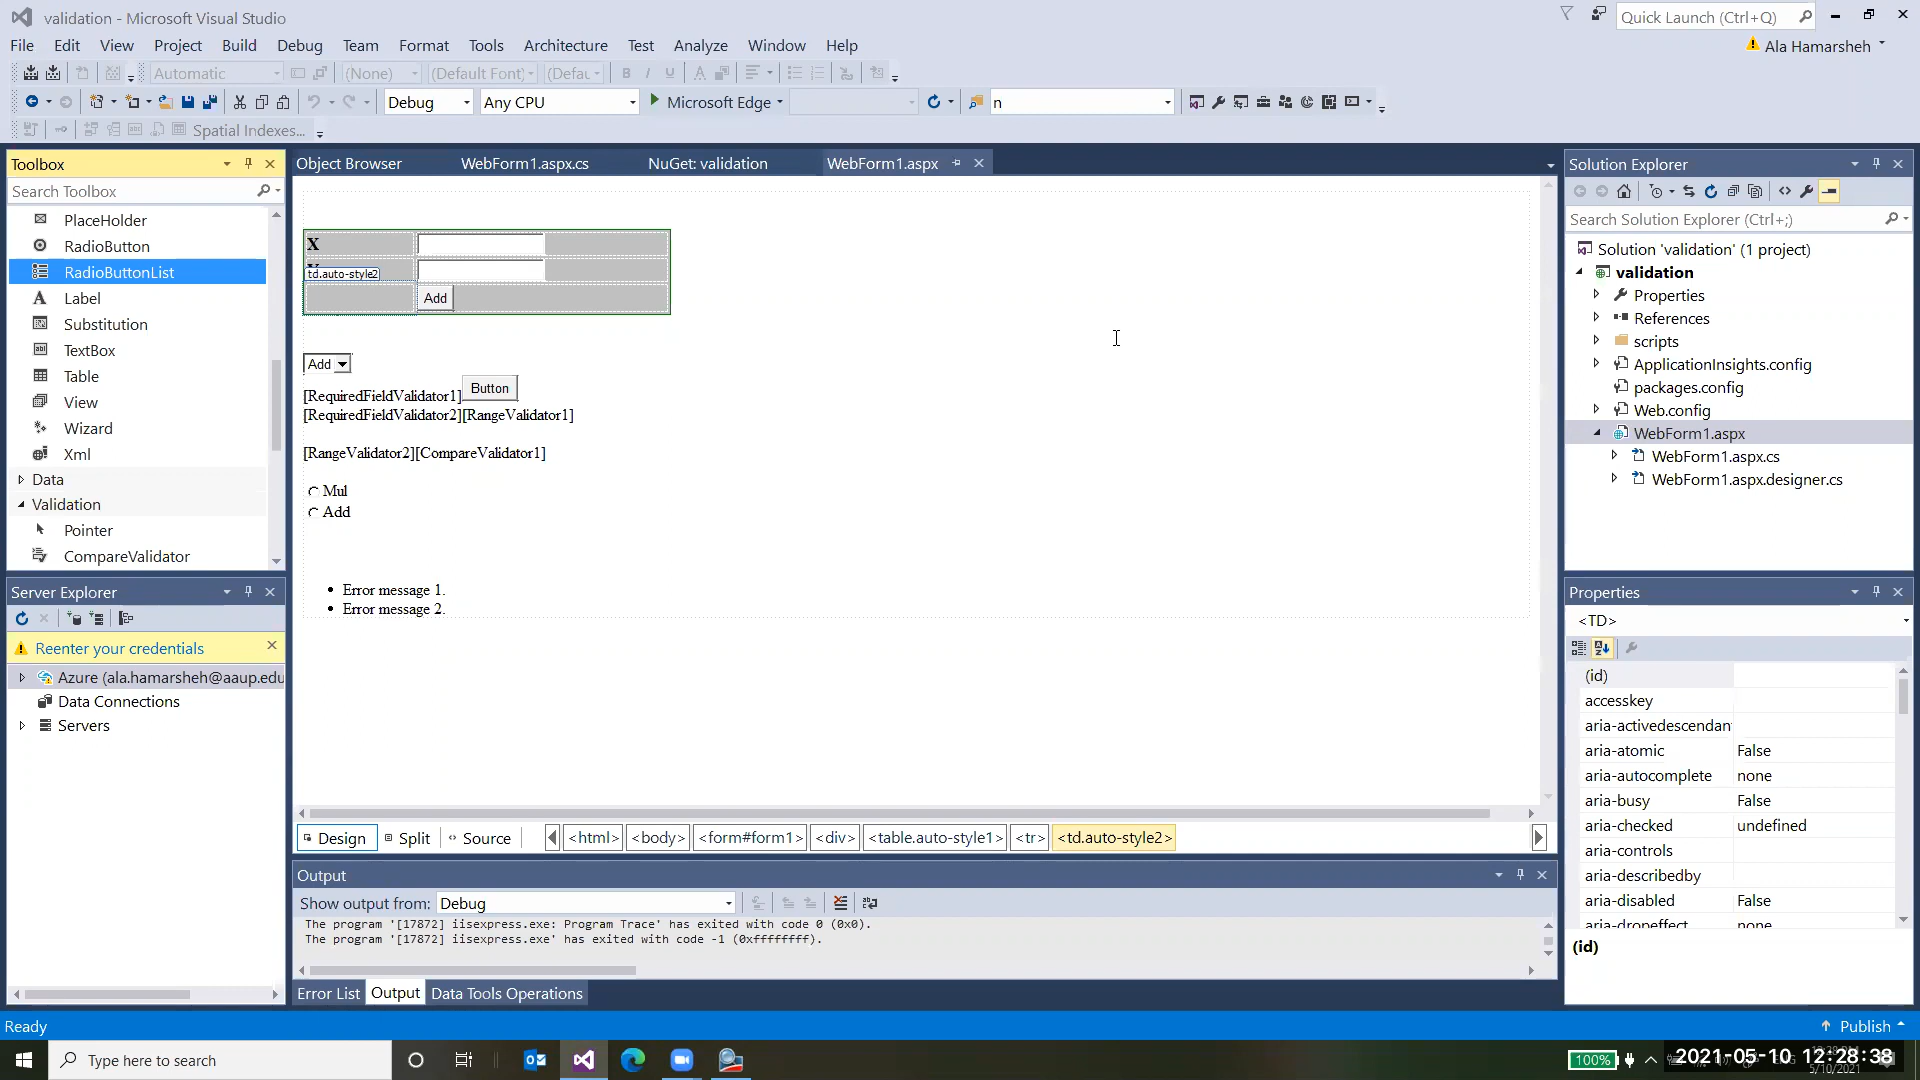 validation - Microsoft Visual Studio
Quick Launch (Ctrl+Q)
File Edit View Project Build Debug Team Format Tools Architecture Test Analyze Window Help
Ala Hamarsheh
Automatic (None) (Default Font) (Defau B I U A
Debug Any CPU Microsoft Edge n
Spatial Indexes...
Toolbox
Search Toolbox
PlaceHolder
RadioButton
RadioButtonList
Label
Substitution
TextBox
Table
View
Wizard
Xml
Data
Validation
Pointer
CompareValidator
Server Explorer
Reenter your credentials
Azure (ala.hamarsheh@aaup.edu
Data Connections
Servers
Object Browser WebForm1.aspx.cs NuGet: validation WebForm1.aspx
X
td.auto-style2
Add
Add
[RequiredFieldValidator1] Button
[RequiredFieldValidator2][RangeValidator1]
[RangeValidator2][CompareValidator1]
Mul
Add
• Error message 1.
• Error message 2.
Design Split Source <html> <body> <form#form1> <div> <table.auto-style1> <tr> <td.auto-style2>
Output
Show output from: Debug
The program '[17872] iisexpress.exe: Program Trace' has exited with code 0 (0x0).
The program '[17872] iisexpress.exe' has exited with code -1 (0xffffffff).
Error List Output Data Tools Operations
Solution Explorer
Search Solution Explorer (Ctrl+;)
Solution 'validation' (1 project)
validation
Properties
References
scripts
ApplicationInsights.config
packages.config
Web.config
WebForm1.aspx
WebForm1.aspx.cs
WebForm1.aspx.designer.cs
Properties
<TD>
(id)
accesskey
aria-activedescendan
aria-atomic False
aria-autocomplete none
aria-busy False
aria-checked undefined
aria-controls
aria-describedby
aria-disabled False
aria-dropeffect none
(id)
Ready
Publish
Type here to search
100%
2021-05-10 12:28:38
5/10/2021